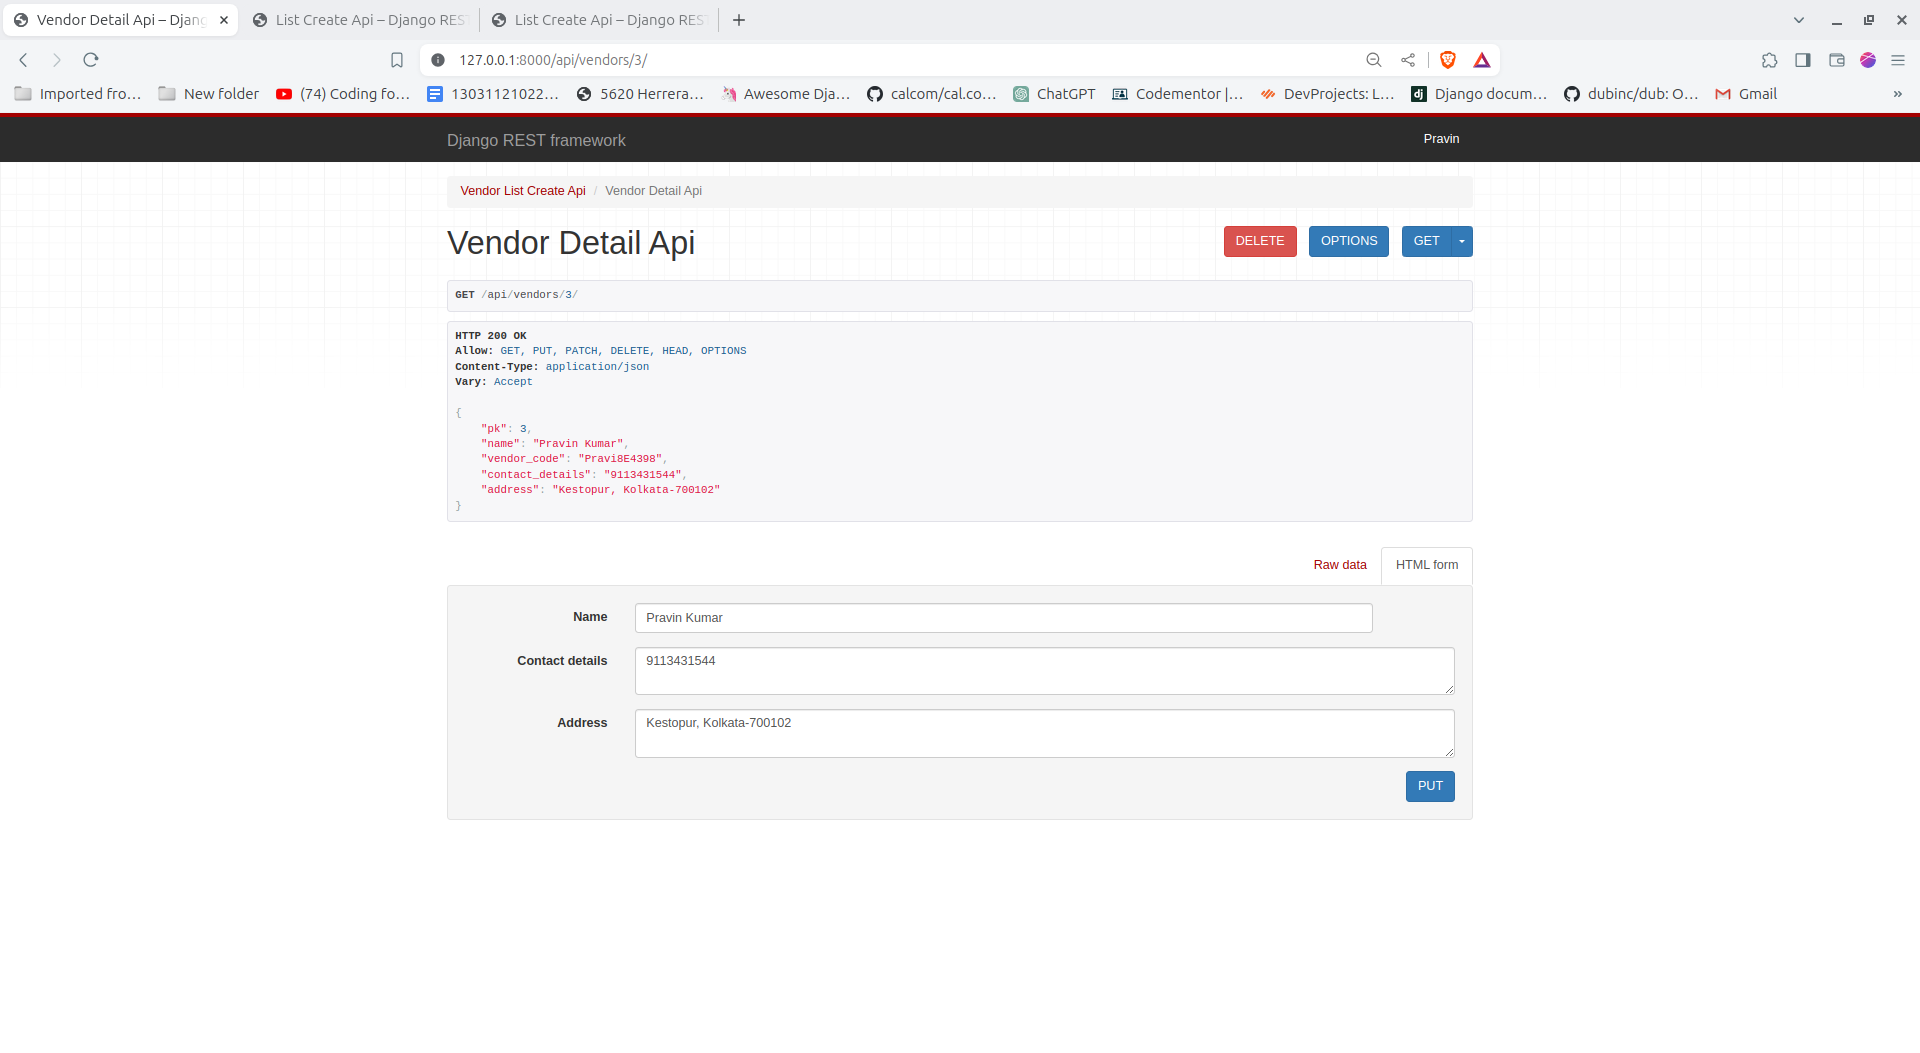 Vendor Detail Api – Djang
List Create Api – Django RES
List Create Api – Django RES
127.0.0.1:8000/api/vendors/3/
Imported fro...
New folder
(74) Coding fo...
13031121022...
5620 Herrera...
Awesome Dja...
calcom/cal.co...
ChatGPT
Codementor |...
DevProjects: L...
Django docum...
dubinc/dub: O...
Gmail
Django REST framework
Pravin
Vendor List Create Api / Vendor Detail Api
Vendor Detail Api
DELETE
OPTIONS
GET
GET /api/vendors/3/
HTTP 200 OK
Allow: GET, PUT, PATCH, DELETE, HEAD, OPTIONS
Content-Type: application/json
Vary: Accept
{
"pk": 3,
"name": "Pravin Kumar",
"vendor_code": "Pravi8E4398",
"contact_details": "9113431544",
"address": "Kestopur, Kolkata-700102"
}
Raw data
HTML form
Name
Pravin Kumar
Contact details
9113431544
Address
Kestopur, Kolkata-700102
PUT